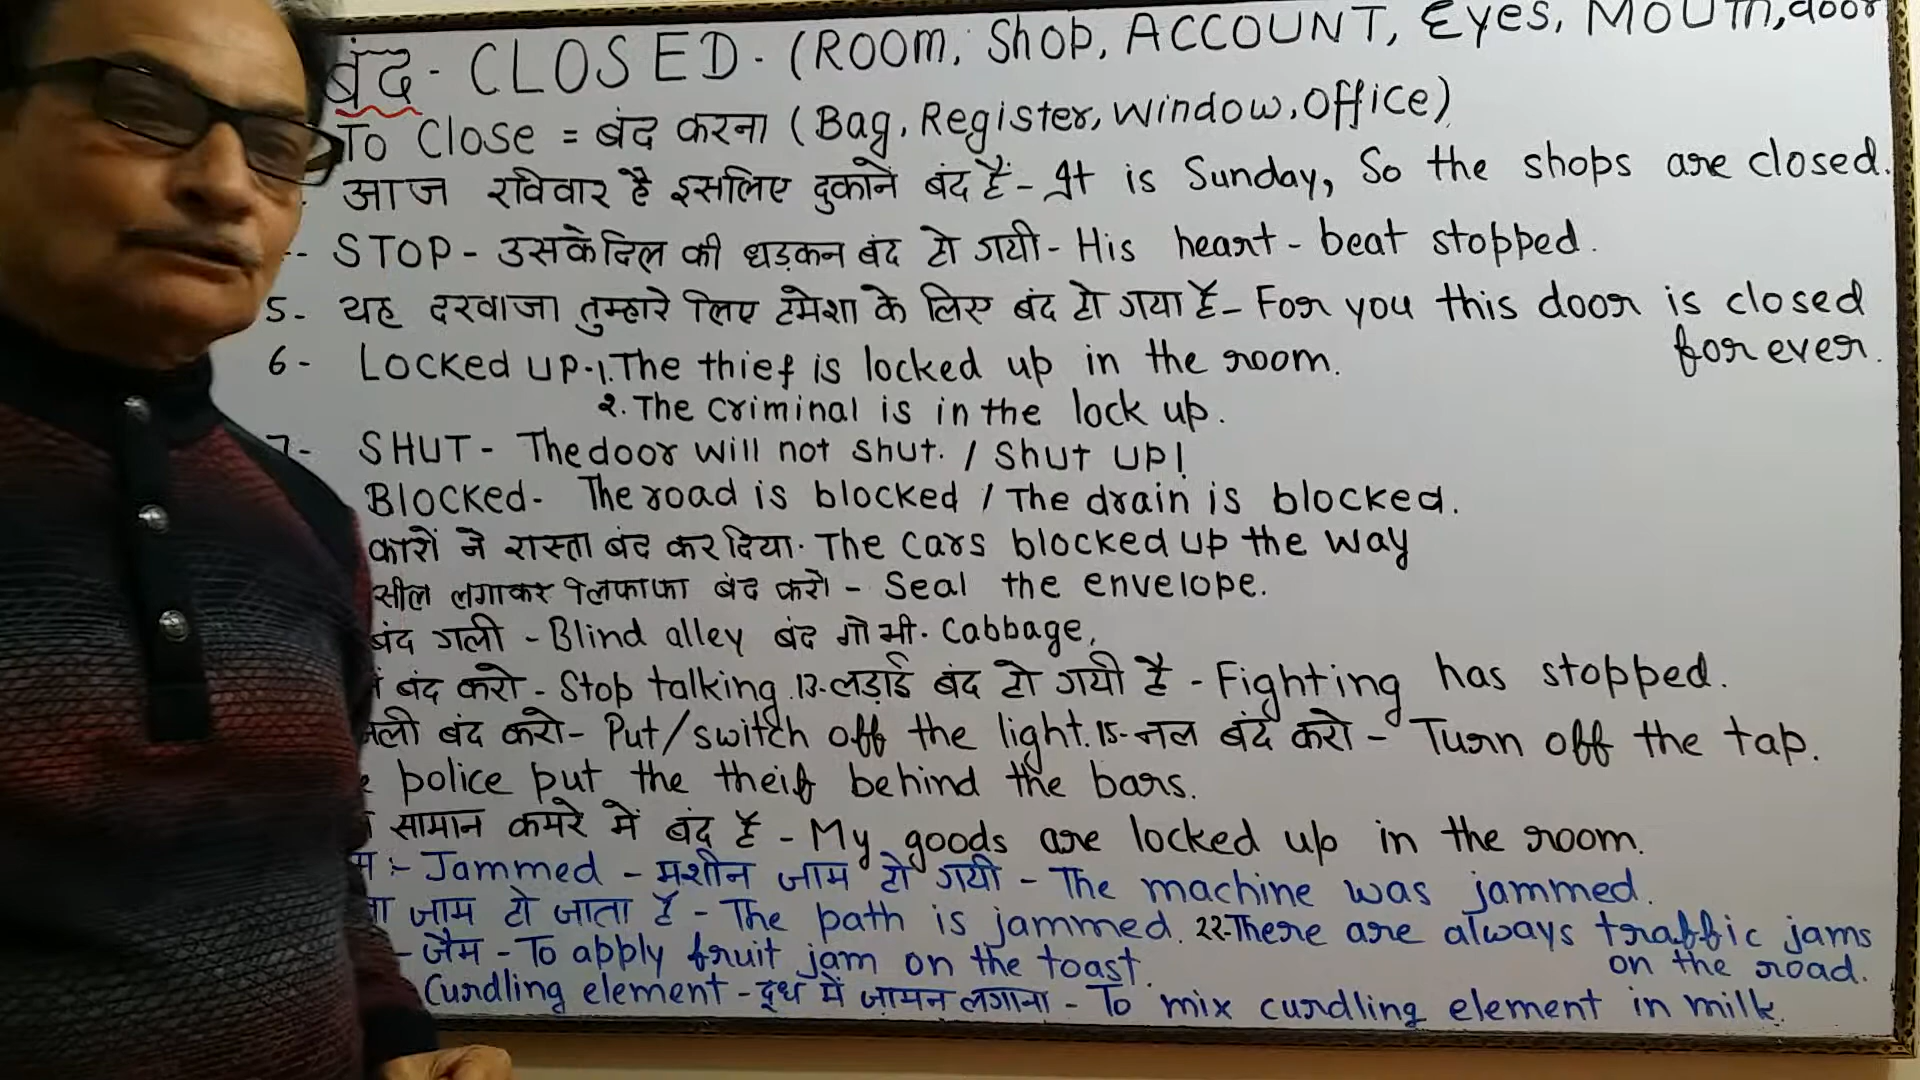 बंद - CLOSED. (ROOM, Shop, ACCOUNT, Eyes, MOUTH, door
To Close = बंद करना (Bag, Register, Window, Office)
आज रविवार है इसलिए दुकाने बंद हैं - It is Sunday, So the shops are closed.
STOP - उसके दिल की धड़कन बंद हो गयी - His heart - beat stopped.
5. यह दरवाजा तुम्हारे लिए हमेशा के लिए बंद हो गया है - For you this door is closed
forever.
6 - Locked UP - 1. The thief is locked up in the room.
2. The criminal is in the lock up.
7 - SHUT - The door will not shut. / Shut UP!
Blocked - The road is blocked / The drain is blocked.
कारों ने रास्ता बंद कर दिया. The cars blocked up the way
सील लगाकर लिफाफा बंद करो - Seal the envelope.
बंद गली - Blind alley बंद गोभी. Cabbage,
बंद करो - Stop talking. 13 - लड़ाई बंद हो गयी है - Fighting has stopped.
बंद करो - Put/switch off the light. 15 - नल बंद करो - Turn off the tap.
police put the theif behind the bars.
सामान कमरे में बंद है - My goods are locked up in the room.
:- Jammed - मशीन जाम हो गयी - The machine was jammed.
जाम हो जाता है - The path is jammed. 22 - There are always traffic jams
on the road.
- जैम - To apply fruit jam on the toast.
Curdling element - दूध में जामन लगाना - To mix curdling element in milk.